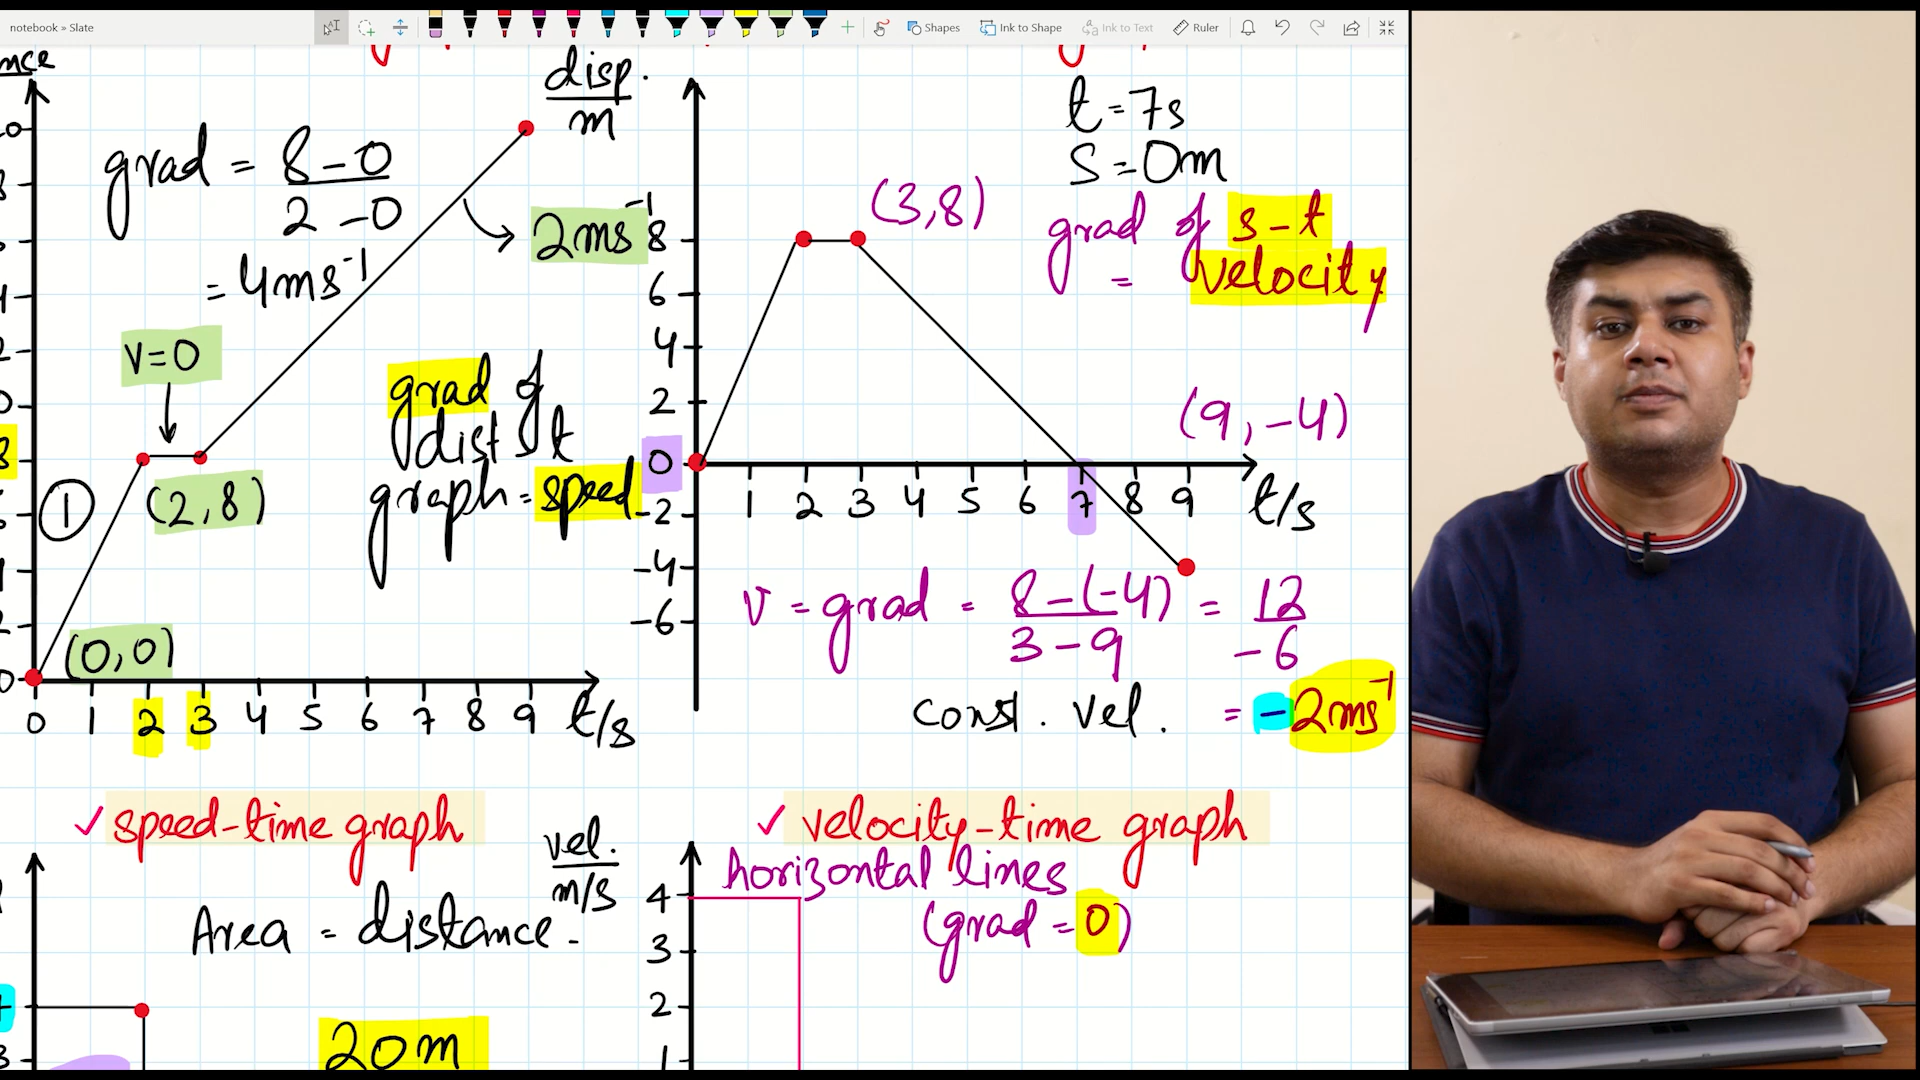 notebook » Slate
Shapes
Ink to Shape
Ink to Text
Ruler
nce
grad = 8-0
2-0
= 4ms⁻¹
2ms⁻¹
v=0
grad of
dist t
graph = speed
1
(2,8)
(0,0)
0 1 2 3 4 5 6 7 8 9 t/s
disp.
m
8
6
4
2
0
-2
-4
-6
(3,8)
t=7s
s=0m
grad of s-t
= velocity
(9,-4)
1 2 3 4 5 6 7 8 9 t/s
v = grad = 8-(-4) = 12
3-9 -6
const. vel. = -2ms⁻¹
✓ speed-time graph
Area = distance.
20m
✓ velocity-time graph
vel.
m/s
horizontal lines
(grad = 0)
4
3
2
1